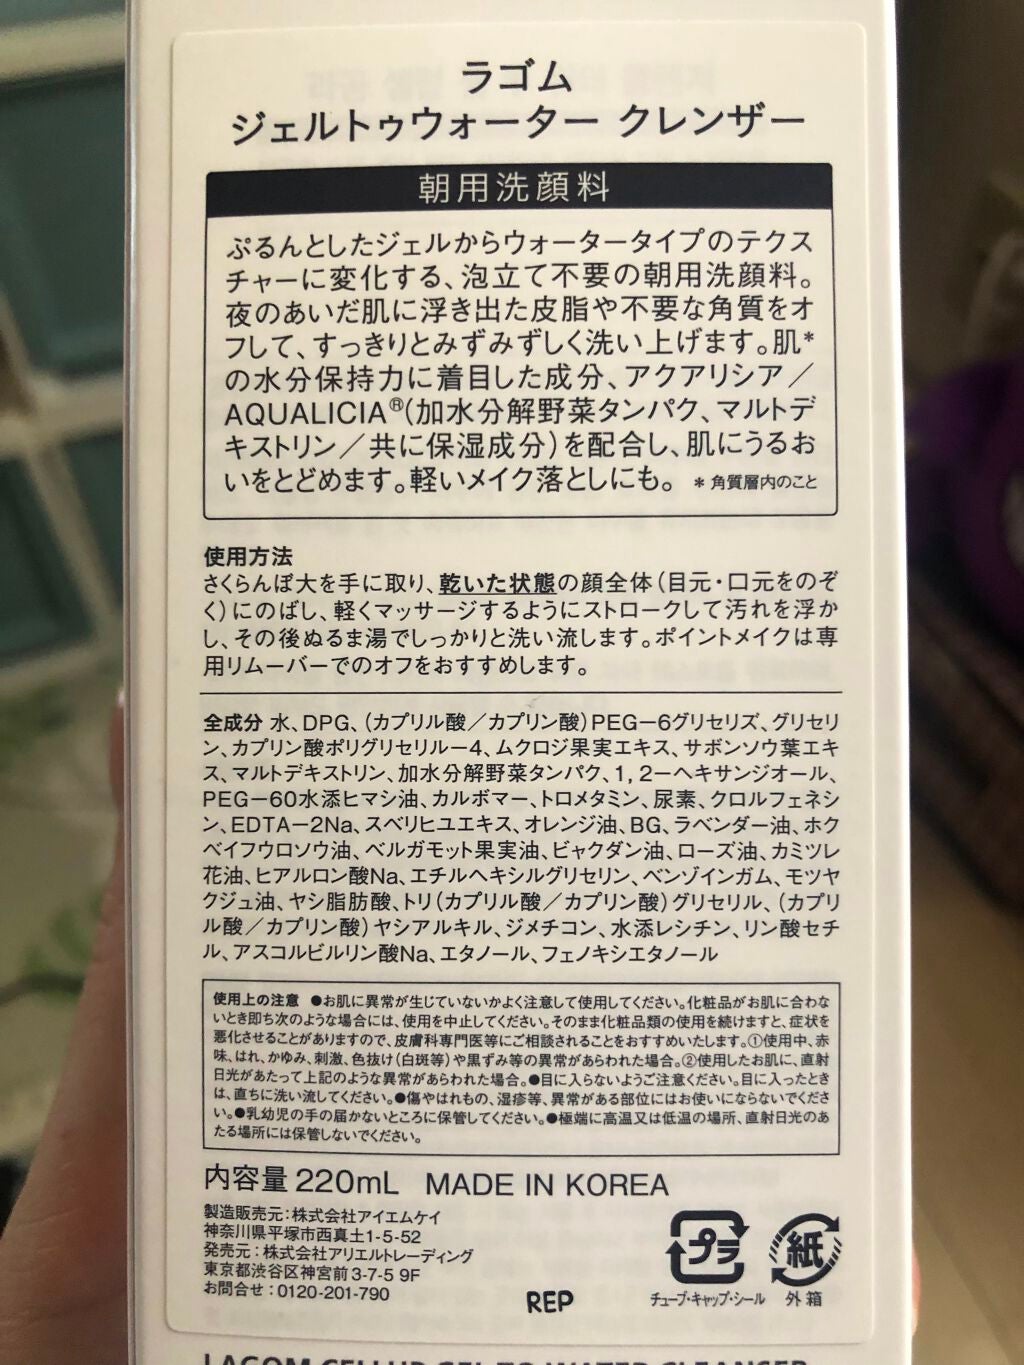 ラゴム
ジェルトゥウォーター クレンザー
朝用洗顔料
ぷるんとしたジェルからウォータータイプのテクス
チャーに変化する、泡立て不要の朝用洗顔料。
夜のあいだ肌に浮き出た皮脂や不要な角質をオ
フして、すっきりとみずみずしく洗い上げます。肌*
の水分保持力に着目した成分、アクアリシア／
AQUALICIA®(加水分解野菜タンパク、マルトデ
キストリン／共に保湿成分)を配合し、肌にうるお
いをとどめます。軽いメイク落としにも。 *角質層内のこと
使用方法
さくらんぼ大を手に取り、乾いた状態の顔全体(目元・口元をのぞ
く)にのばし、軽くマッサージするようにストロークして汚れを浮か
し、その後ぬるま湯でしっかりと洗い流します。ポイントメイクは専
用リムーバーでのオフをおすすめします。
全成分 水、DPG、(カプリル酸／カプリン酸)PEG－6グリセリズ、グリセリ
ン、カプリン酸ポリグリセリル－4、ムクロジ果実エキス、サボンソウ葉エキ
ス、マルトデキストリン、加水分解野菜タンパク、1,2－ヘキサンジオール、
PEG－60水添ヒマシ油、カルボマー、トロメタミン、尿素、クロルフェネシ
ン、EDTA－2Na、スベリヒユエキス、オレンジ油、BG、ラベンダー油、ホク
ベイフウロソウ油、ベルガモット果実油、ビャクダン油、ローズ油、カミツレ
花油、ヒアルロン酸Na、エチルヘキシルグリセリン、ベンゾインガム、モツヤ
クジュ油、ヤシ脂肪酸、トリ(カプリル酸／カプリン酸)グリセリル、(カプリ
ル酸／カプリン酸)ヤシアルキル、ジメチコン、水添レシチン、リン酸セチ
ル、アスコルビルリン酸Na、エタノール、フェノキシエタノール
使用上の注意 ●お肌に異常が生じていないかよく注意して使用してください。化粧品がお肌に合わな
いとき即ち次のような場合には、使用を中止してください。そのまま化粧品類の使用を続けますと、症状を
悪化させることがありますので、皮膚科専門医等にご相談されることをおすすめいたします。①使用中、赤
味、はれ、かゆみ、刺激、色抜け(白斑等)や黒ずみ等の異常があらわれた場合。②使用したお肌に、直射
日光があたって上記のような異常があらわれた場合。●目に入らないようご注意ください。目に入ったとき
は、直ちに洗い流してください。●傷やはれもの、湿疹等、異常がある部位にはお使いにならないでくださ
い。●乳幼児の手の届かないところに保管してください。●極端に高温又は低温の場所、直射日光のあ
たる場所には保管しないでください。
内容量 220mL MADE IN KOREA
製造販売元:株式会社アイエムケイ
神奈川県平塚市西真土1-5-52
発売元:株式会社アリエルトレーディング
東京都渋谷区神宮前3-7-5 9F
お問合せ:0120-201-790
REP
プラ
チューブ・キャップ・シール
紙
外箱
LAGOM CELLUP GEL TO WATER CLEANSER